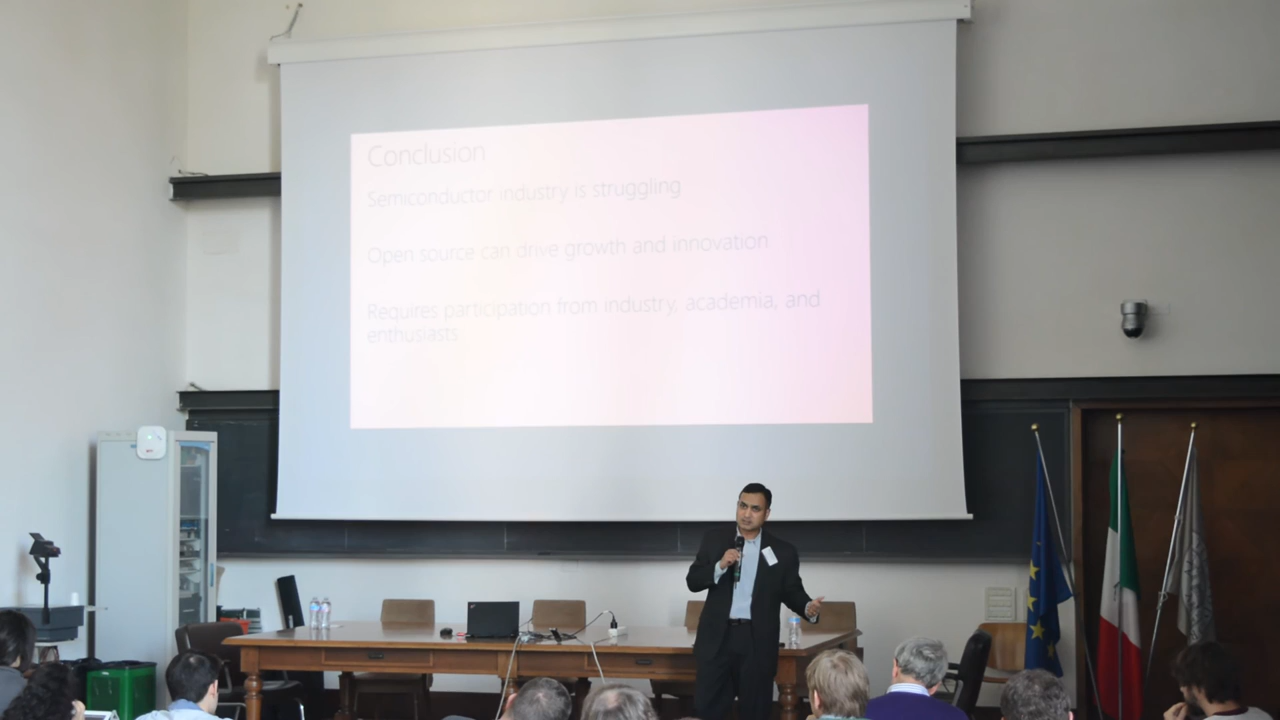 Conclusion
Semiconductor industry is struggling
Open source can drive growth and innovation
Requires participation from industry, academia, and
enthusiasts